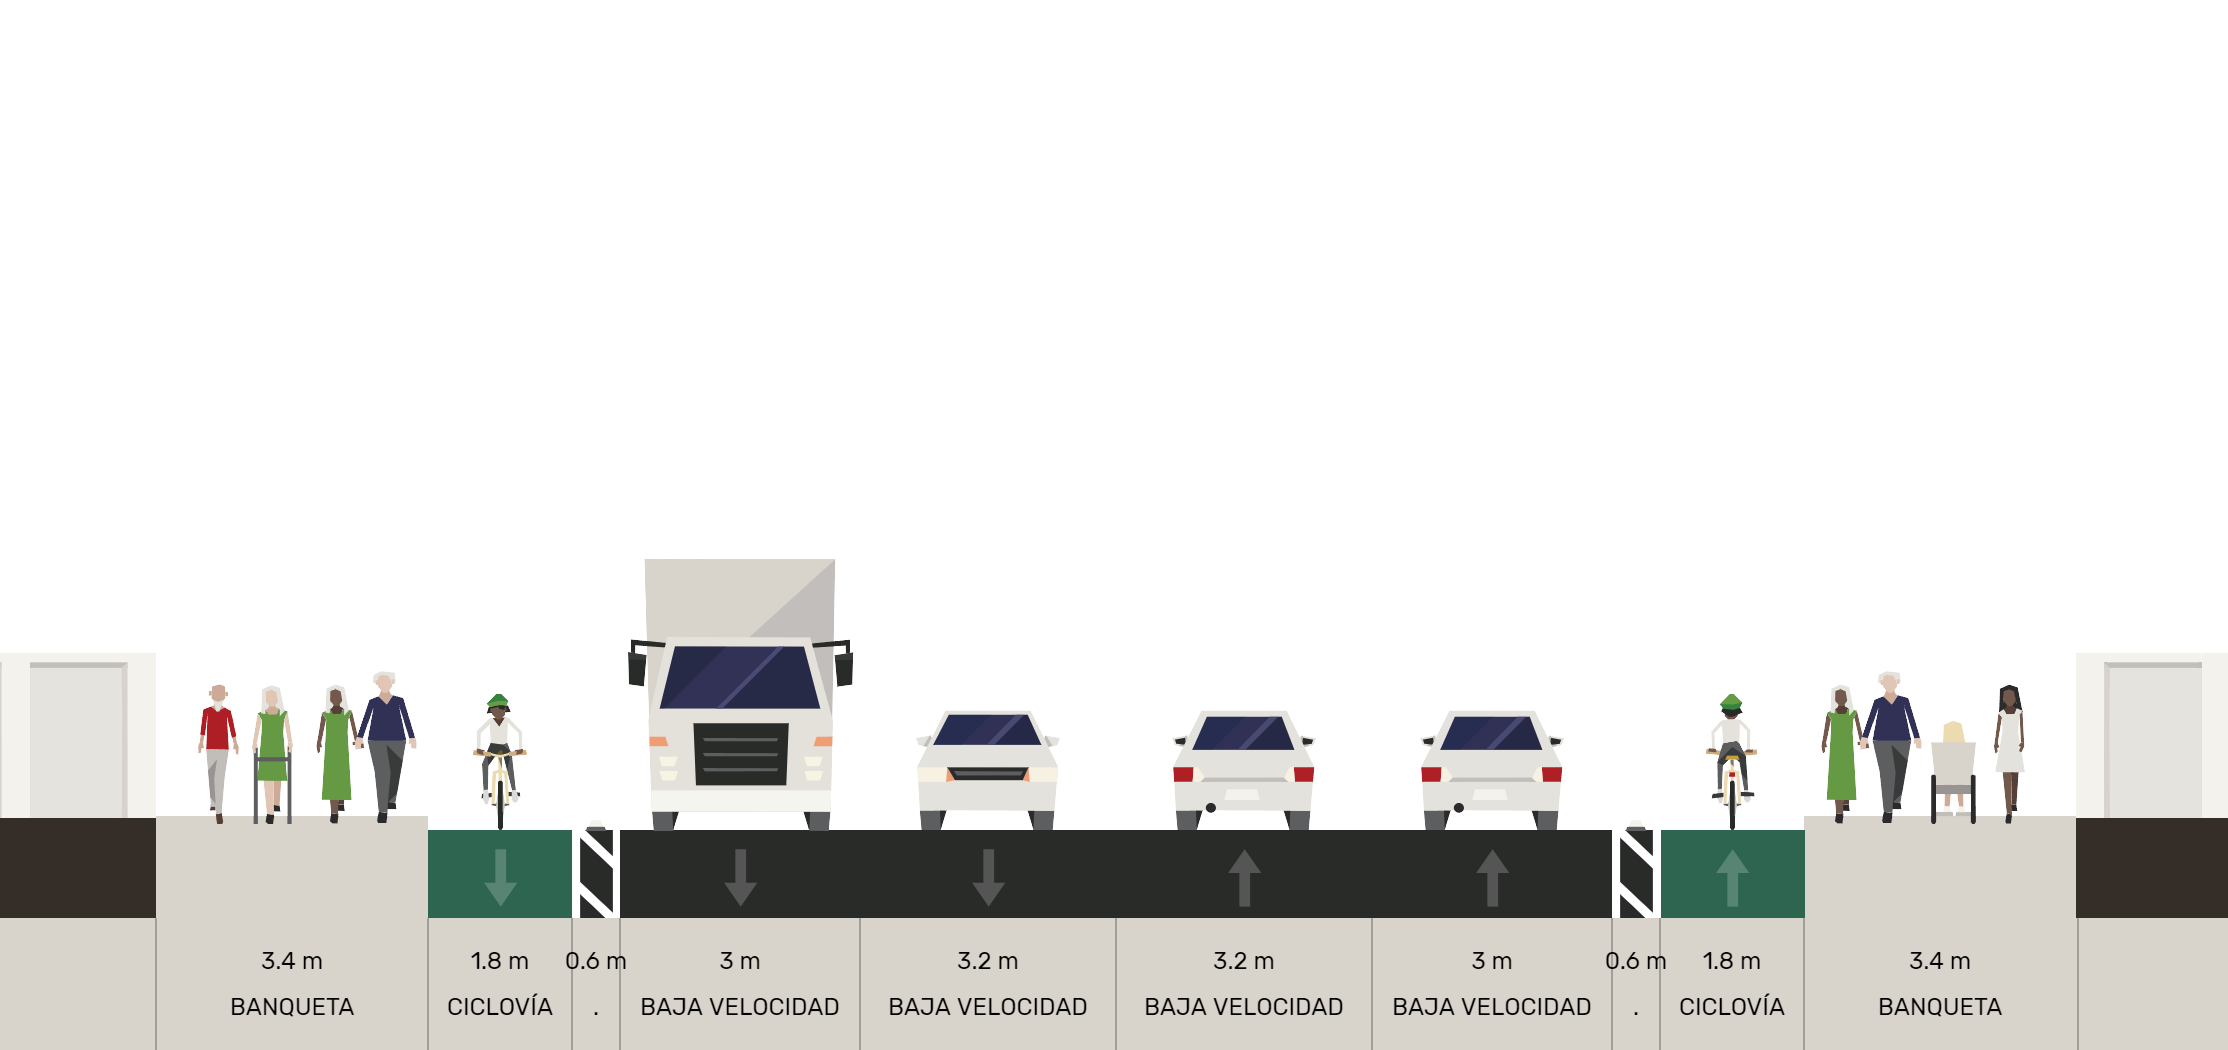 3.4 m
1.8 m
0.6 m
3 m
3.2 m
3.2 m
3 m
0.6 m
1.8 m
3.4 m
BANQUETA
CICLOVÍA
.
BAJA VELOCIDAD
BAJA VELOCIDAD
BAJA VELOCIDAD
BAJA VELOCIDAD
.
CICLOVÍA
BANQUETA